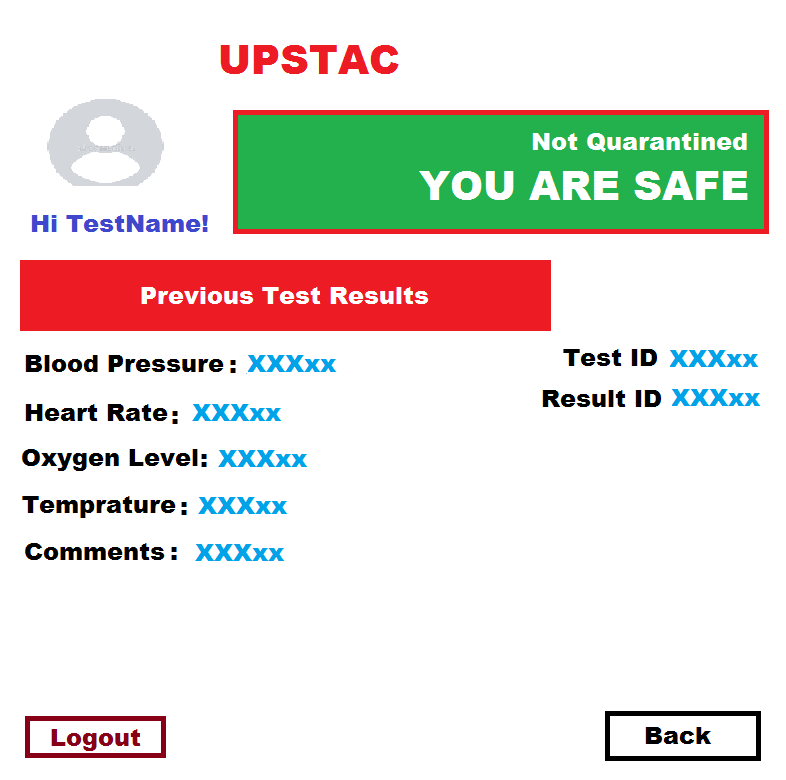 UPSTAC
Not Quarantined
YOU ARE SAFE
Hi TestName!
Previous Test Results
Blood Pressure : XXXxx
Test ID XXXxx
Heart Rate : XXXxx
Result ID XXXxx
Oxygen Level: XXXxx
Temprature : XXXxx
Comments : XXXxx
Logout
Back